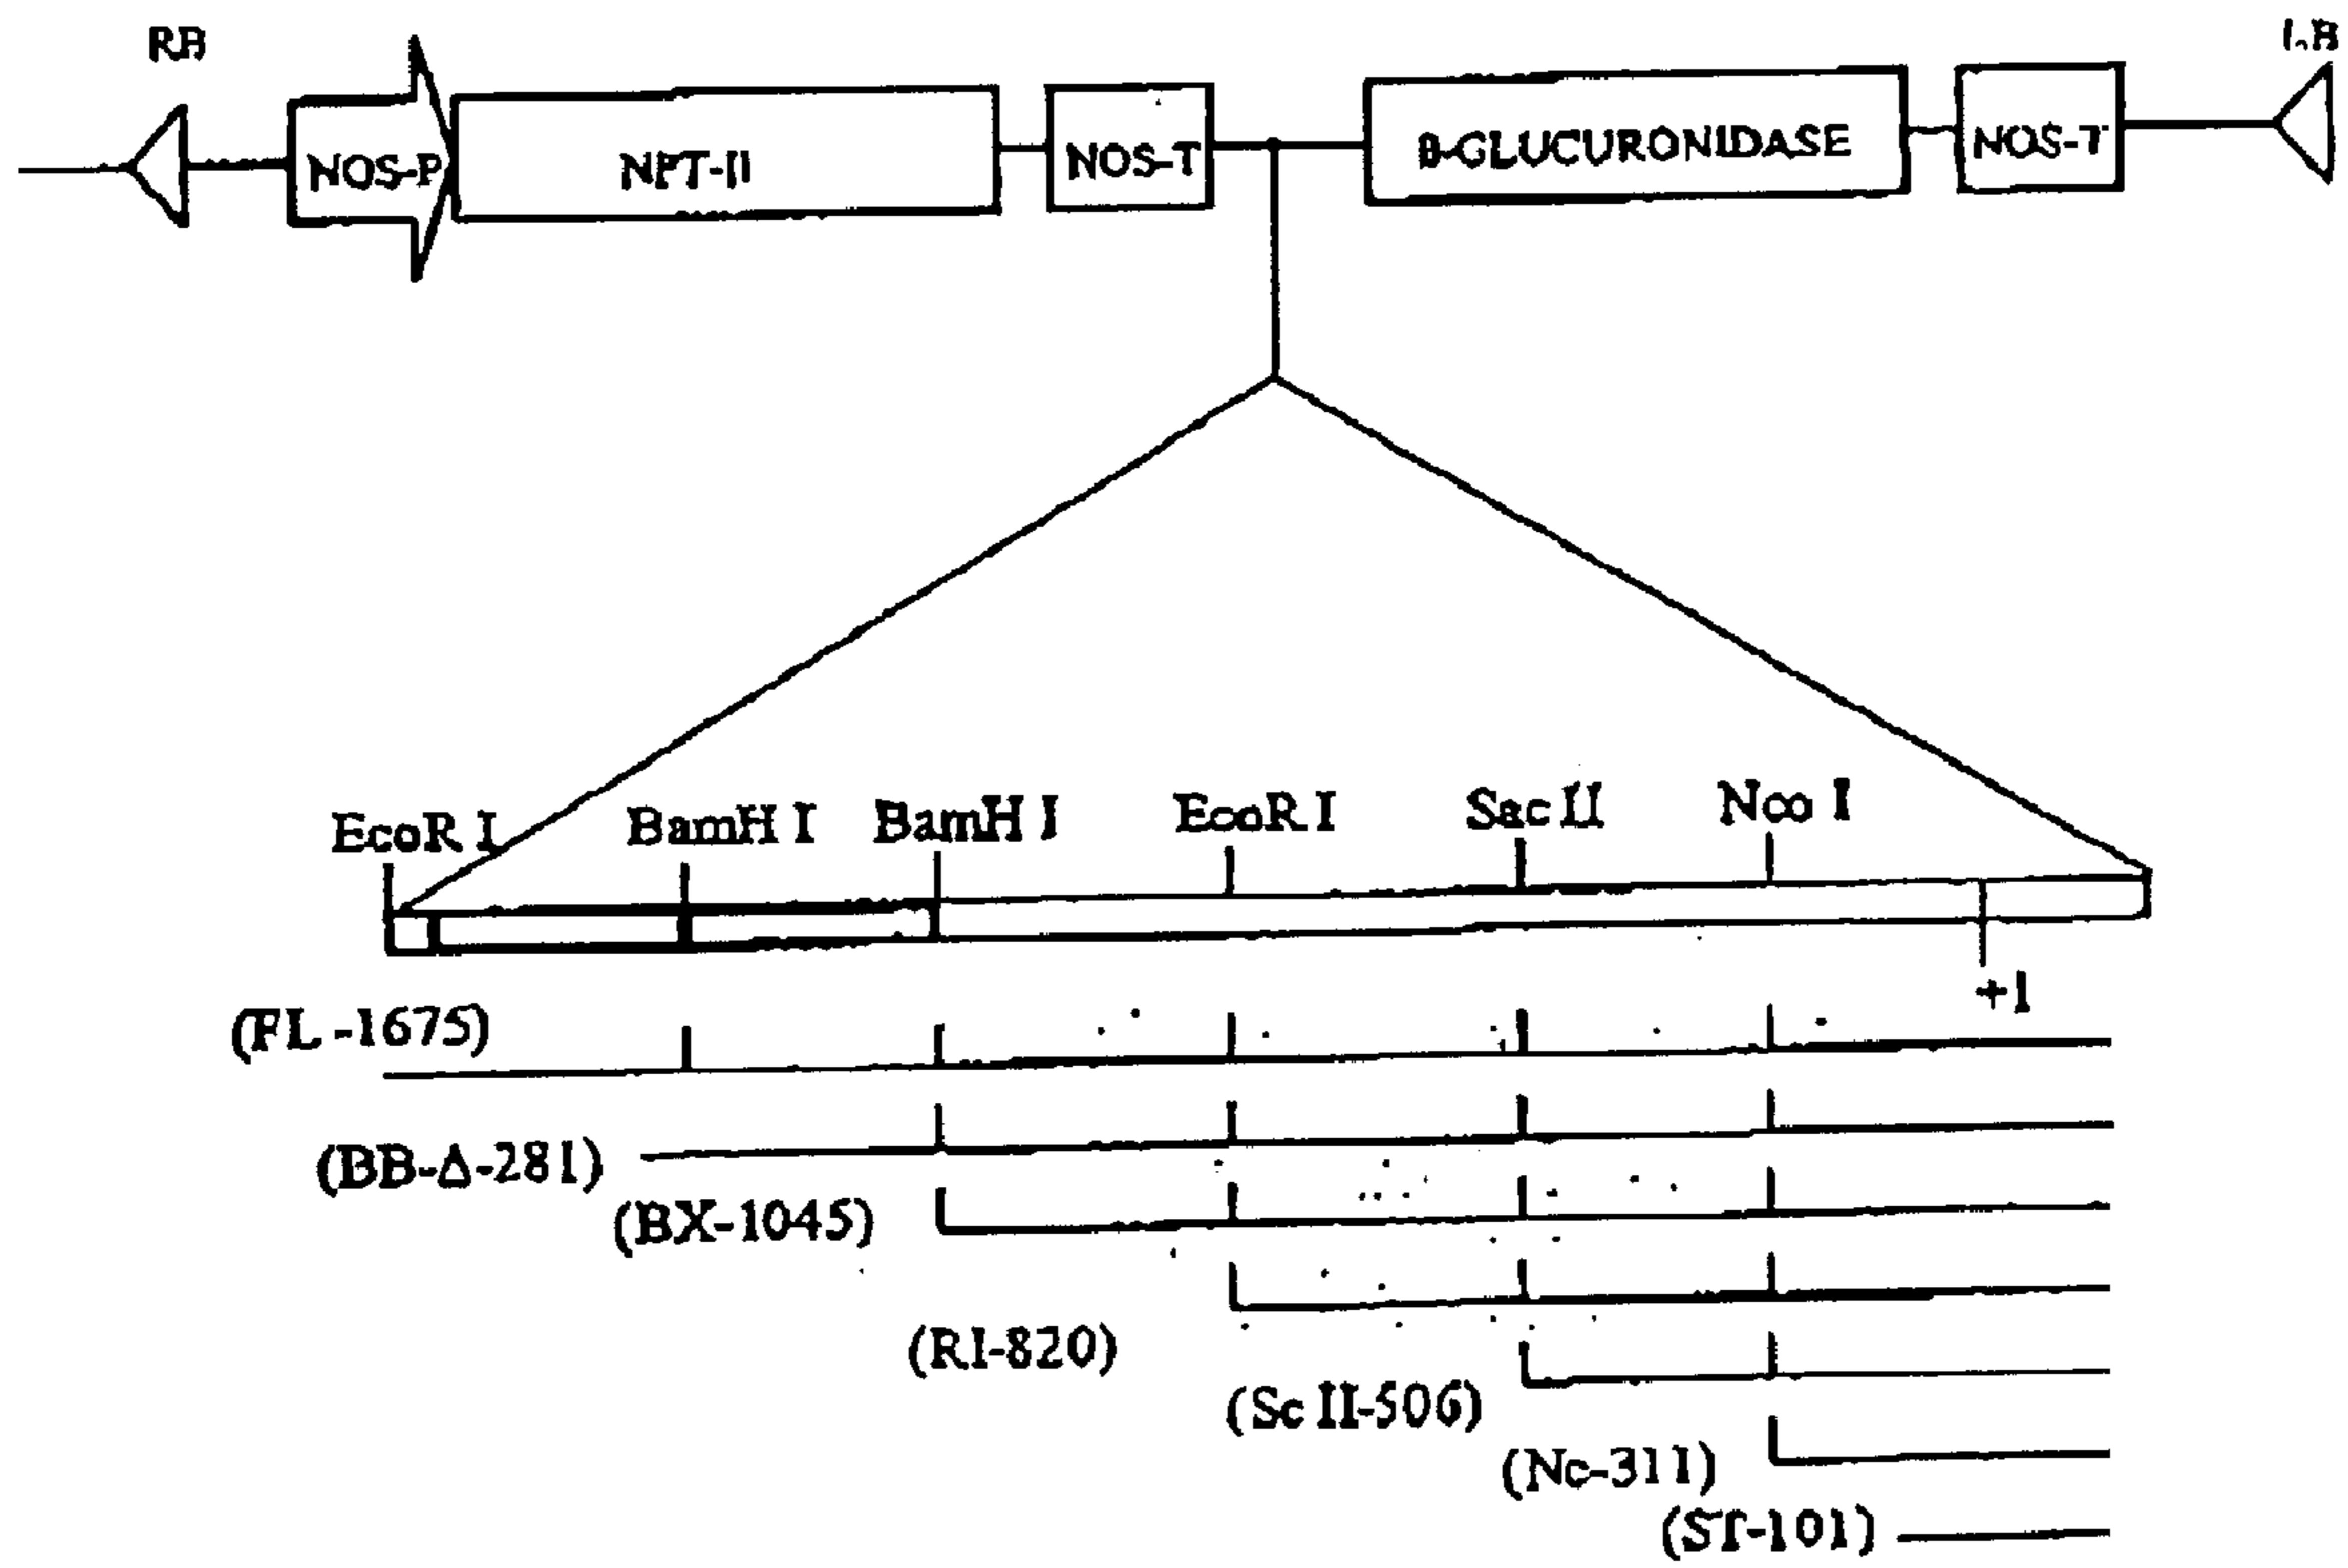 RB LB
NOS-P NPT-II NOS-T β-GLUCURONIDASE NOS-T
EcoR I BamH I BamH I EcoR I Sac II Nco I
+1
(FL -1675)
(BB-Δ-281)
(BX-1045)
(RI-820)
(Sc II-506)
(Nc-311)
(ST-101)